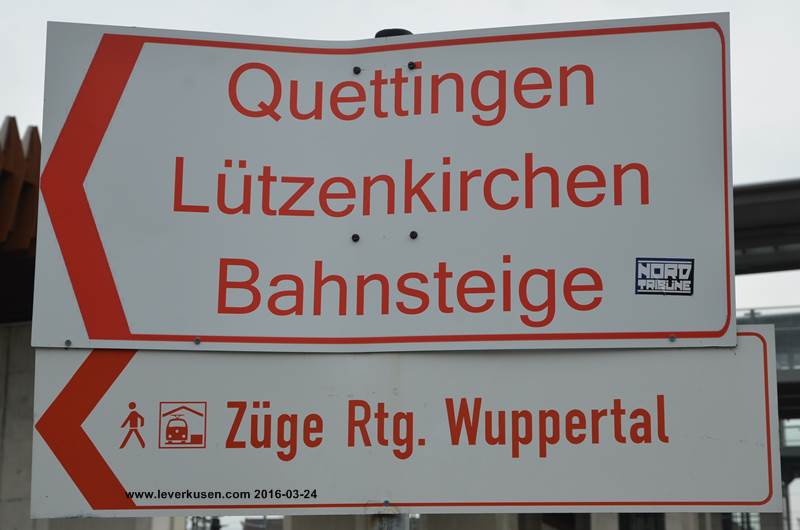 Quettingen
Lützenkirchen
Bahnsteige
NORD
TRIBÜNE
Züge Rtg. Wuppertal
www.leverkusen.com 2016-03-24